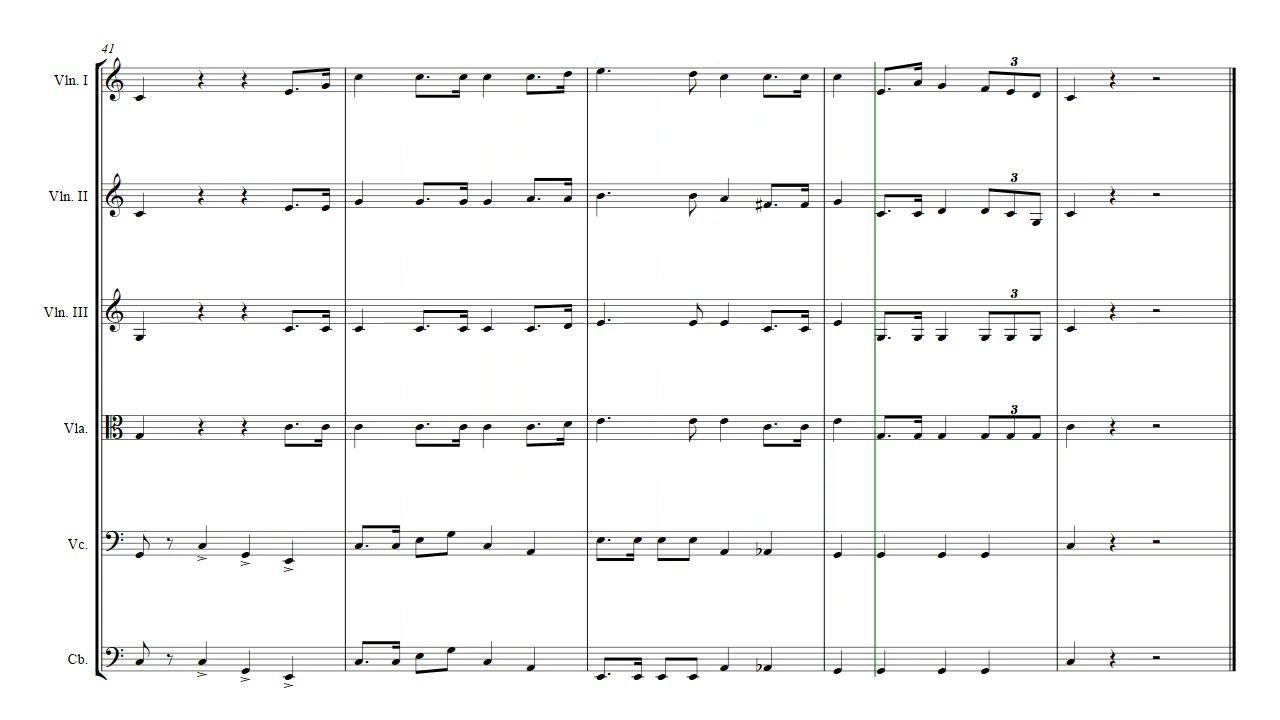 41
Vln. I
3
Vln. II
3
Vln. III
3
Vla.
3
Vc.
Cb.